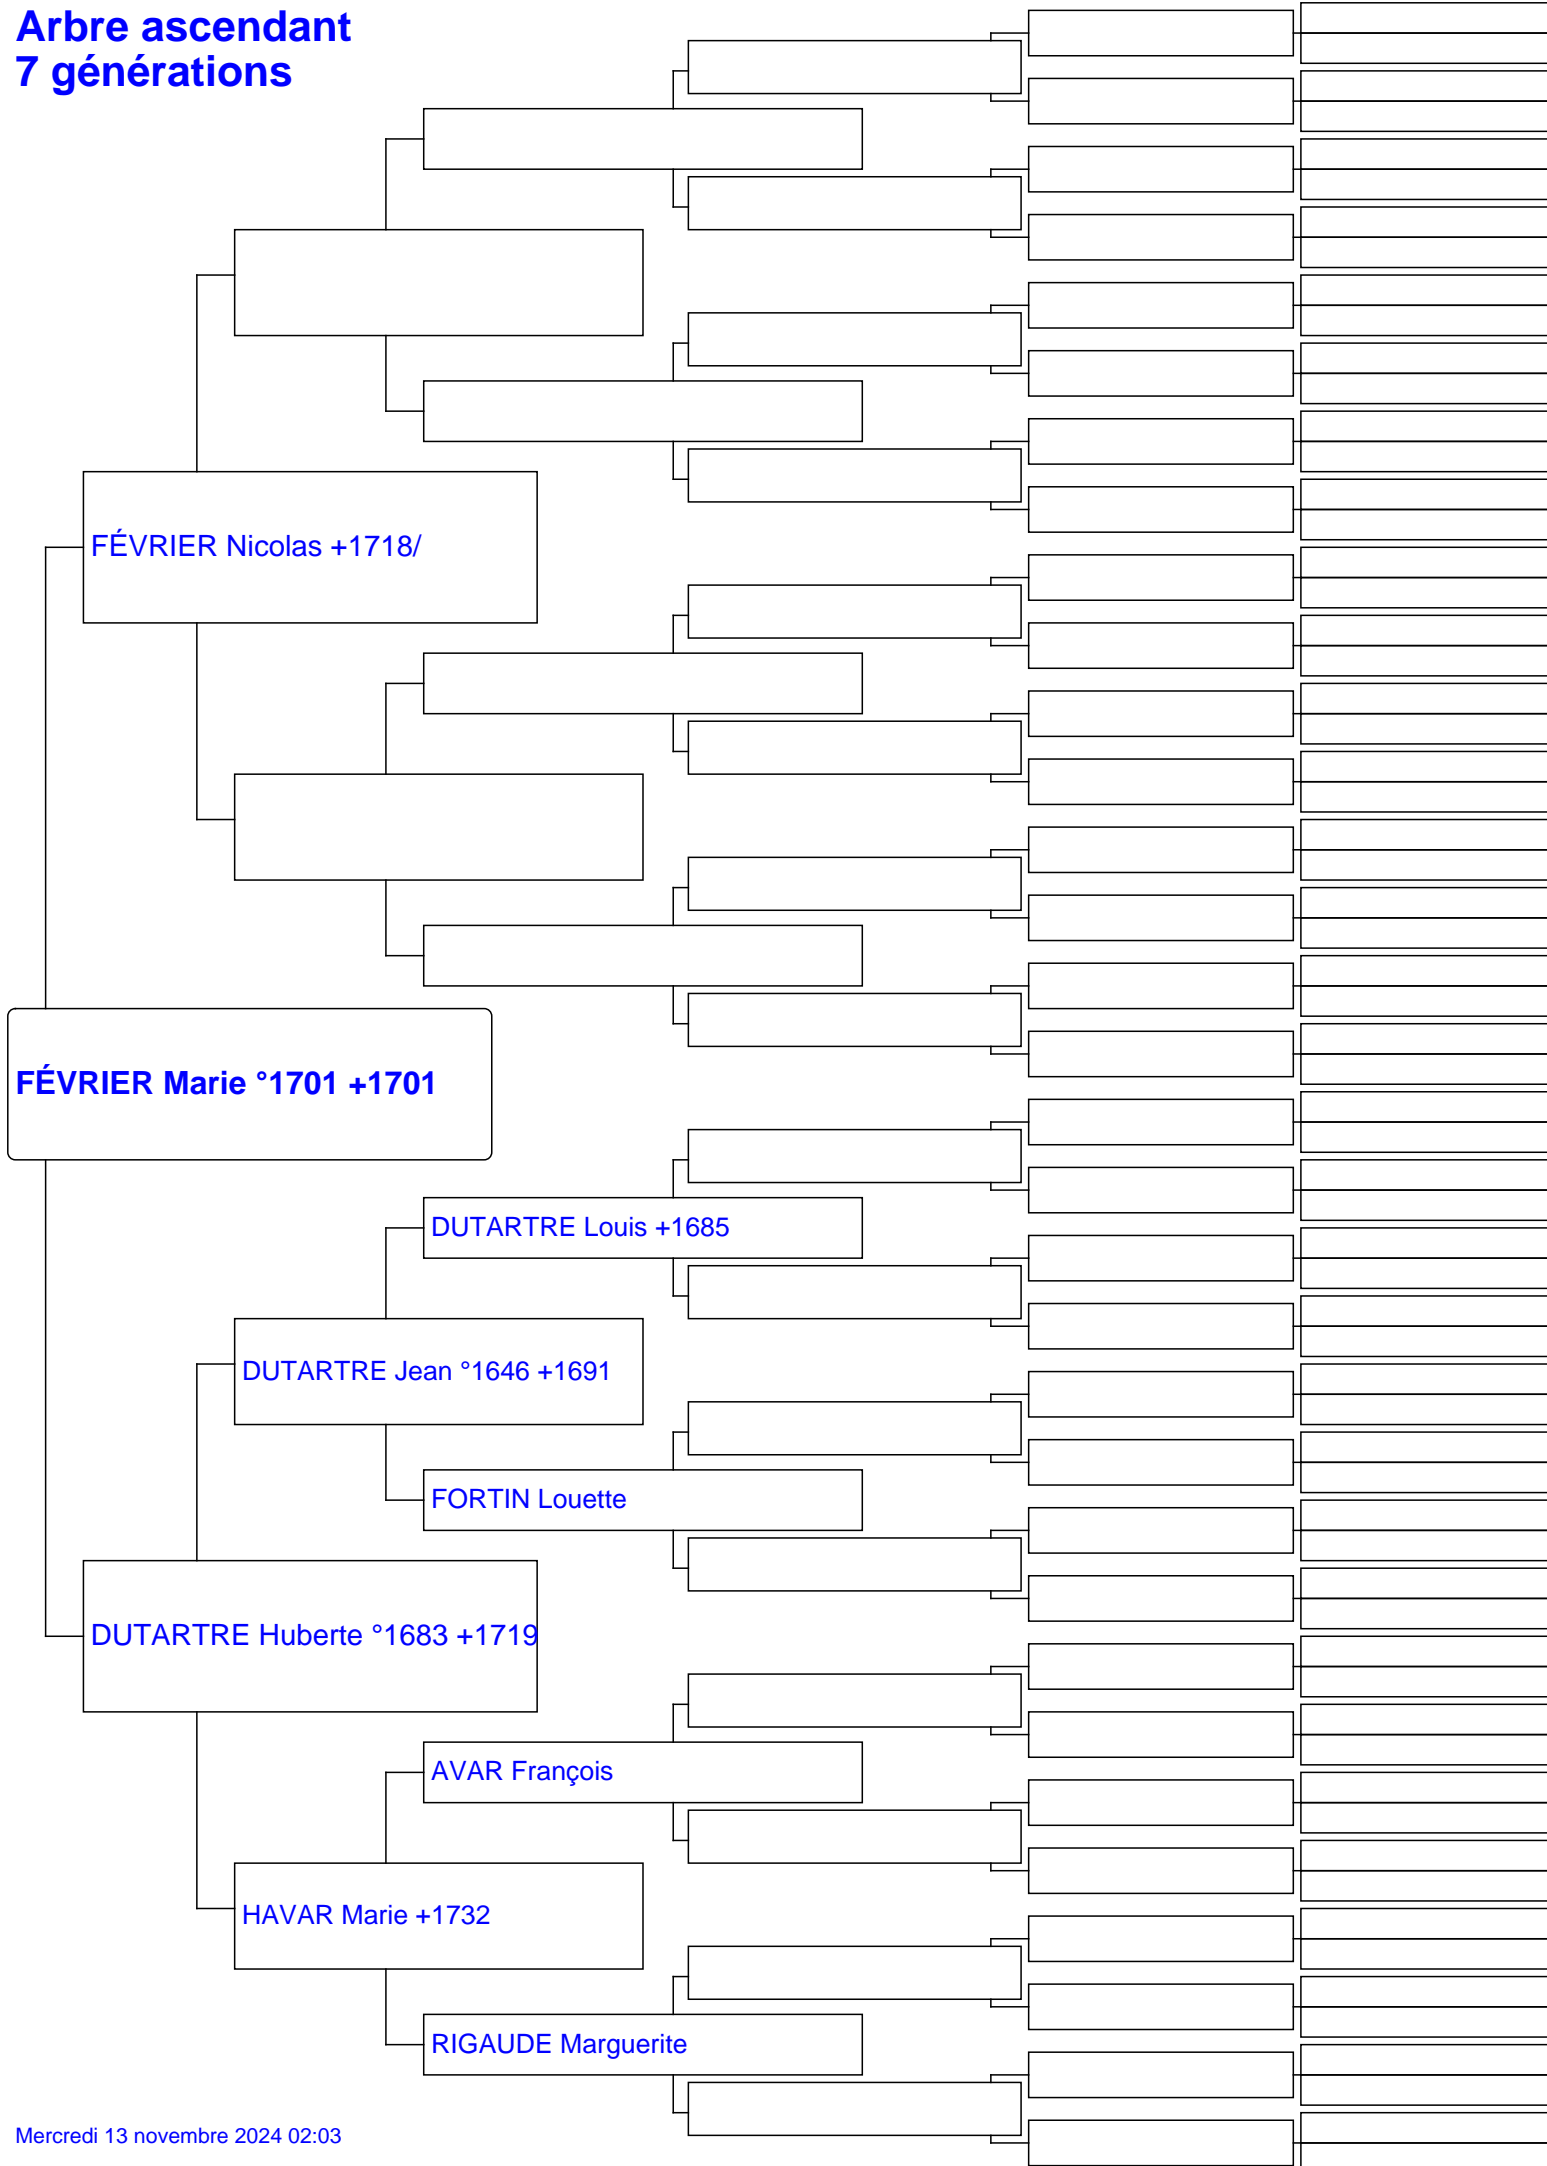 Arbre ascendant
7 générations
FÉVRIER Nicolas +1718/
FÉVRIER Marie °1701 +1701
DUTARTRE Louis +1685
DUTARTRE Jean °1646 +1691
FORTIN Louette
DUTARTRE Huberte °1683 +1719
AVAR François
HAVAR Marie +1732
RIGAUDE Marguerite
Mercredi 13 novembre 2024 02:03